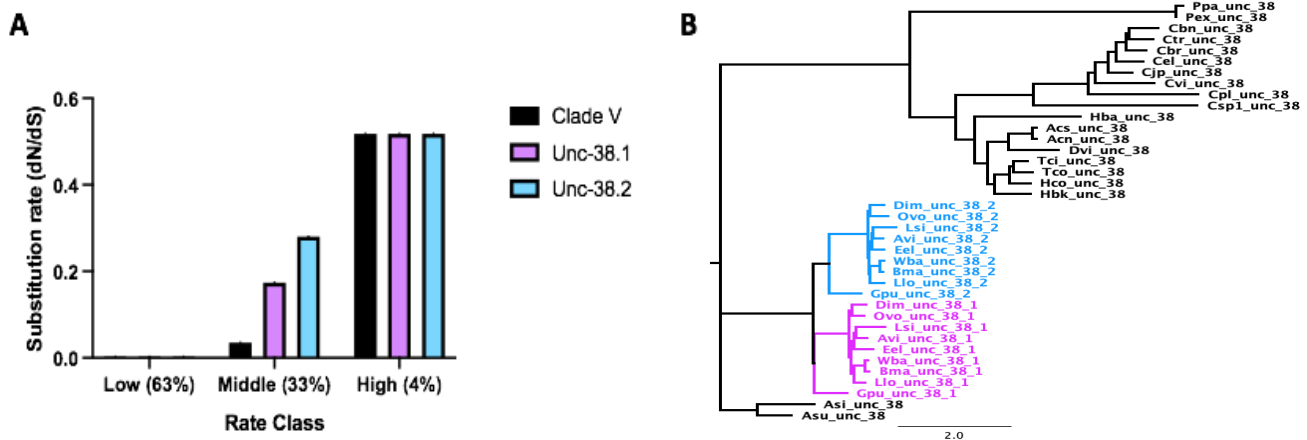 A
0.6
0.4
0.2
0.0
Substitution rate (dN/dS)
Low (63%)
Middle (33%)
High (4%)
Rate Class
Clade V
Unc-38.1
Unc-38.2
B
Ppa_unc_38
Pex_unc_38
Cbn_unc_38
Ctr_unc_38
Cbr_unc_38
Cel_unc_38
Cjp_unc_38
Cvi_unc_38
Cpl_unc_38
Csp1_unc_38
Hba_unc_38
Acs_unc_38
Acn_unc_38
Dvi_unc_38
Tci_unc_38
Tco_unc_38
Hco_unc_38
Hbk_unc_38
Dim_unc_38_2
Ovo_unc_38_2
Lsi_unc_38_2
Avi_unc_38_2
Eel_unc_38_2
Wba_unc_38_2
Bma_unc_38_2
Llo_unc_38_2
Gpu_unc_38_2
Dim_unc_38_1
Ovo_unc_38_1
Lsi_unc_38_1
Avi_unc_38_1
Eel_unc_38_1
Wba_unc_38_1
Bma_unc_38_1
Llo_unc_38_1
Gpu_unc_38_1
Asi_unc_38
Asu_unc_38
2.0